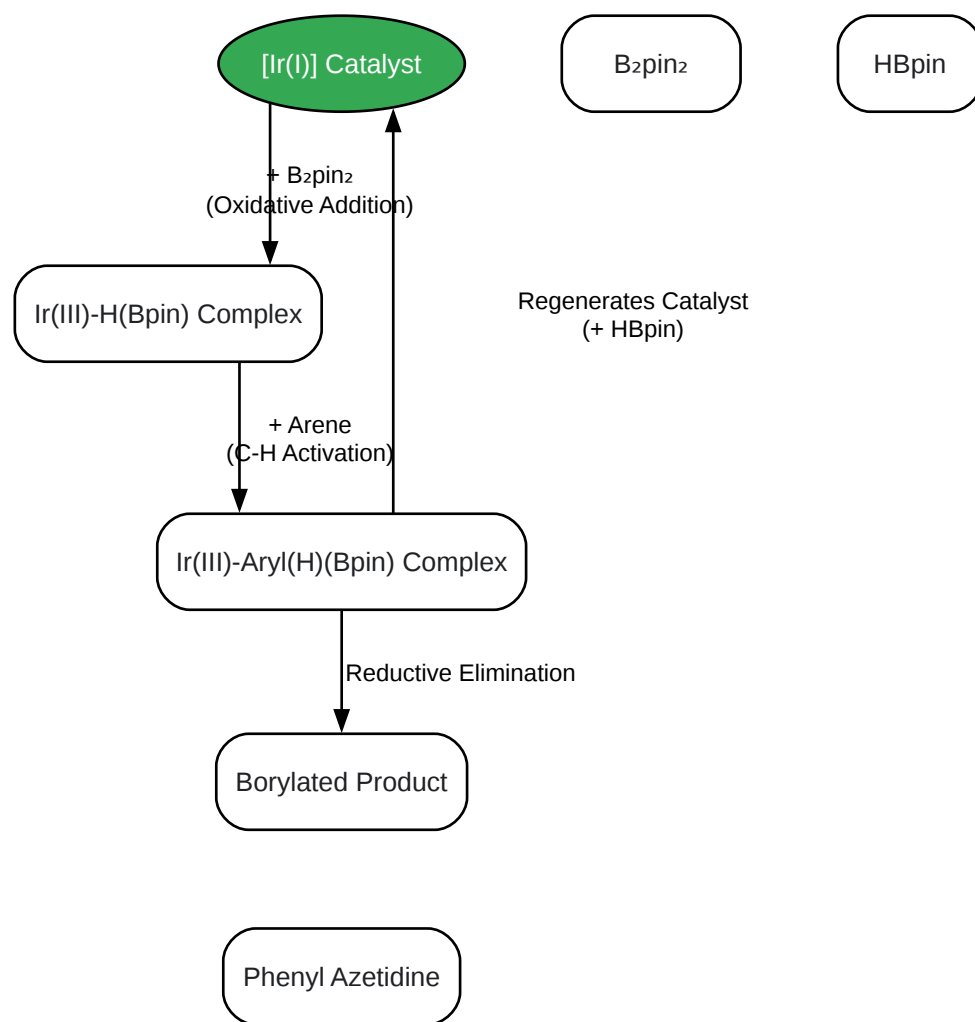 [Ir(I)] Catalyst
B₂pin₂
HBpin
+ B₂pin₂
(Oxidative Addition)
Ir(III)-H(Bpin) Complex
Regenerates Catalyst
(+ HBpin)
+ Arene
(C-H Activation)
Ir(III)-Aryl(H)(Bpin) Complex
Reductive Elimination
Borylated Product
Phenyl Azetidine